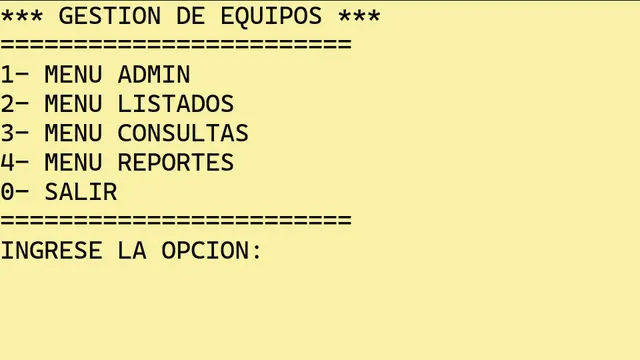 *** GESTION DE EQUIPOS ***
========================
1- MENU ADMIN
2- MENU LISTADOS
3- MENU CONSULTAS
4- MENU REPORTES
0- SALIR
========================
INGRESE LA OPCION: